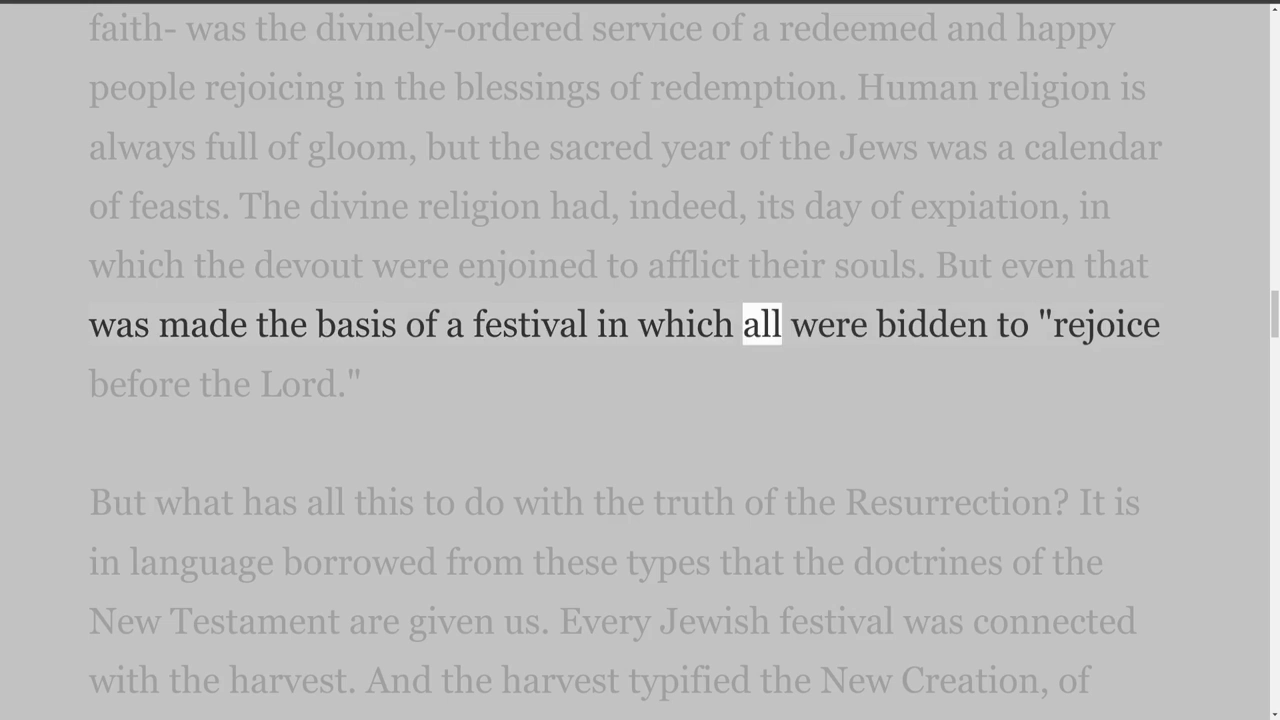 faith- was the divinely-ordered service of a redeemed and happy
people rejoicing in the blessings of redemption. Human religion is
always full of gloom, but the sacred year of the Jews was a calendar
of feasts. The divine religion had, indeed, its day of expiation, in
which the devout were enjoined to afflict their souls. But even that
was made the basis of a festival in which all were bidden to "rejoice
before the Lord."
But what has all this to do with the truth of the Resurrection? It is
in language borrowed from these types that the doctrines of the
New Testament are given us. Every Jewish festival was connected
with the harvest. And the harvest typified the New Creation, of